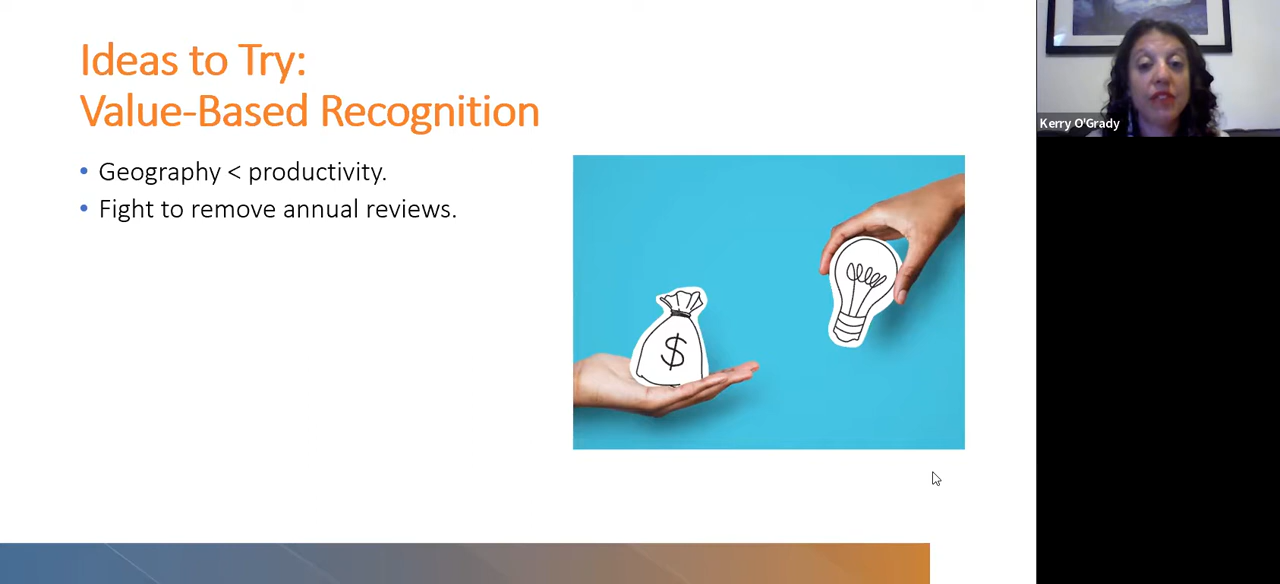 Ideas to Try:
Value-Based Recognition
• Geography < productivity.
• Fight to remove annual reviews.
$
Kerry O'Grady